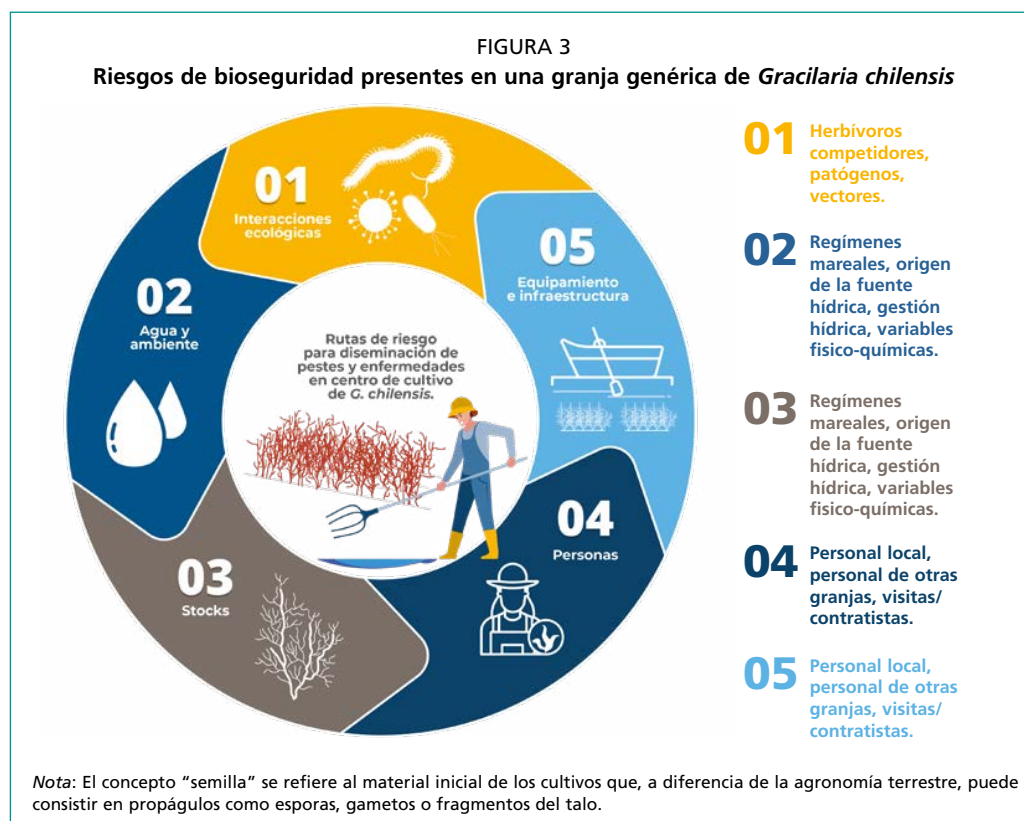 FIGURA 3
Riesgos de bioseguridad presentes en una granja genérica de Gracilaria chilensis
01
Interacciones
ecológicas
02
Agua y
ambiente
03
Stocks
04
Personas
05
Equipamiento
e infraestructura
Rutas de riesgo
para diseminación de
pestes y enfermedades
en centro de cultivo
de G. chilensis.
01 Herbívoros
competidores,
patógenos,
vectores.
02 Regímenes
mareales, origen
de la fuente
hídrica, gestión
hídrica, variables
fisico-químicas.
03 Regímenes
mareales, origen
de la fuente
hídrica, gestión
hídrica, variables
fisico-químicas.
04 Personal local,
personal de otras
granjas, visitas/
contratistas.
05 Personal local,
personal de otras
granjas, visitas/
contratistas.
Nota: El concepto “semilla” se refiere al material inicial de los cultivos que, a diferencia de la agronomía terrestre, puede
consistir en propágulos como esporas, gametos o fragmentos del talo.